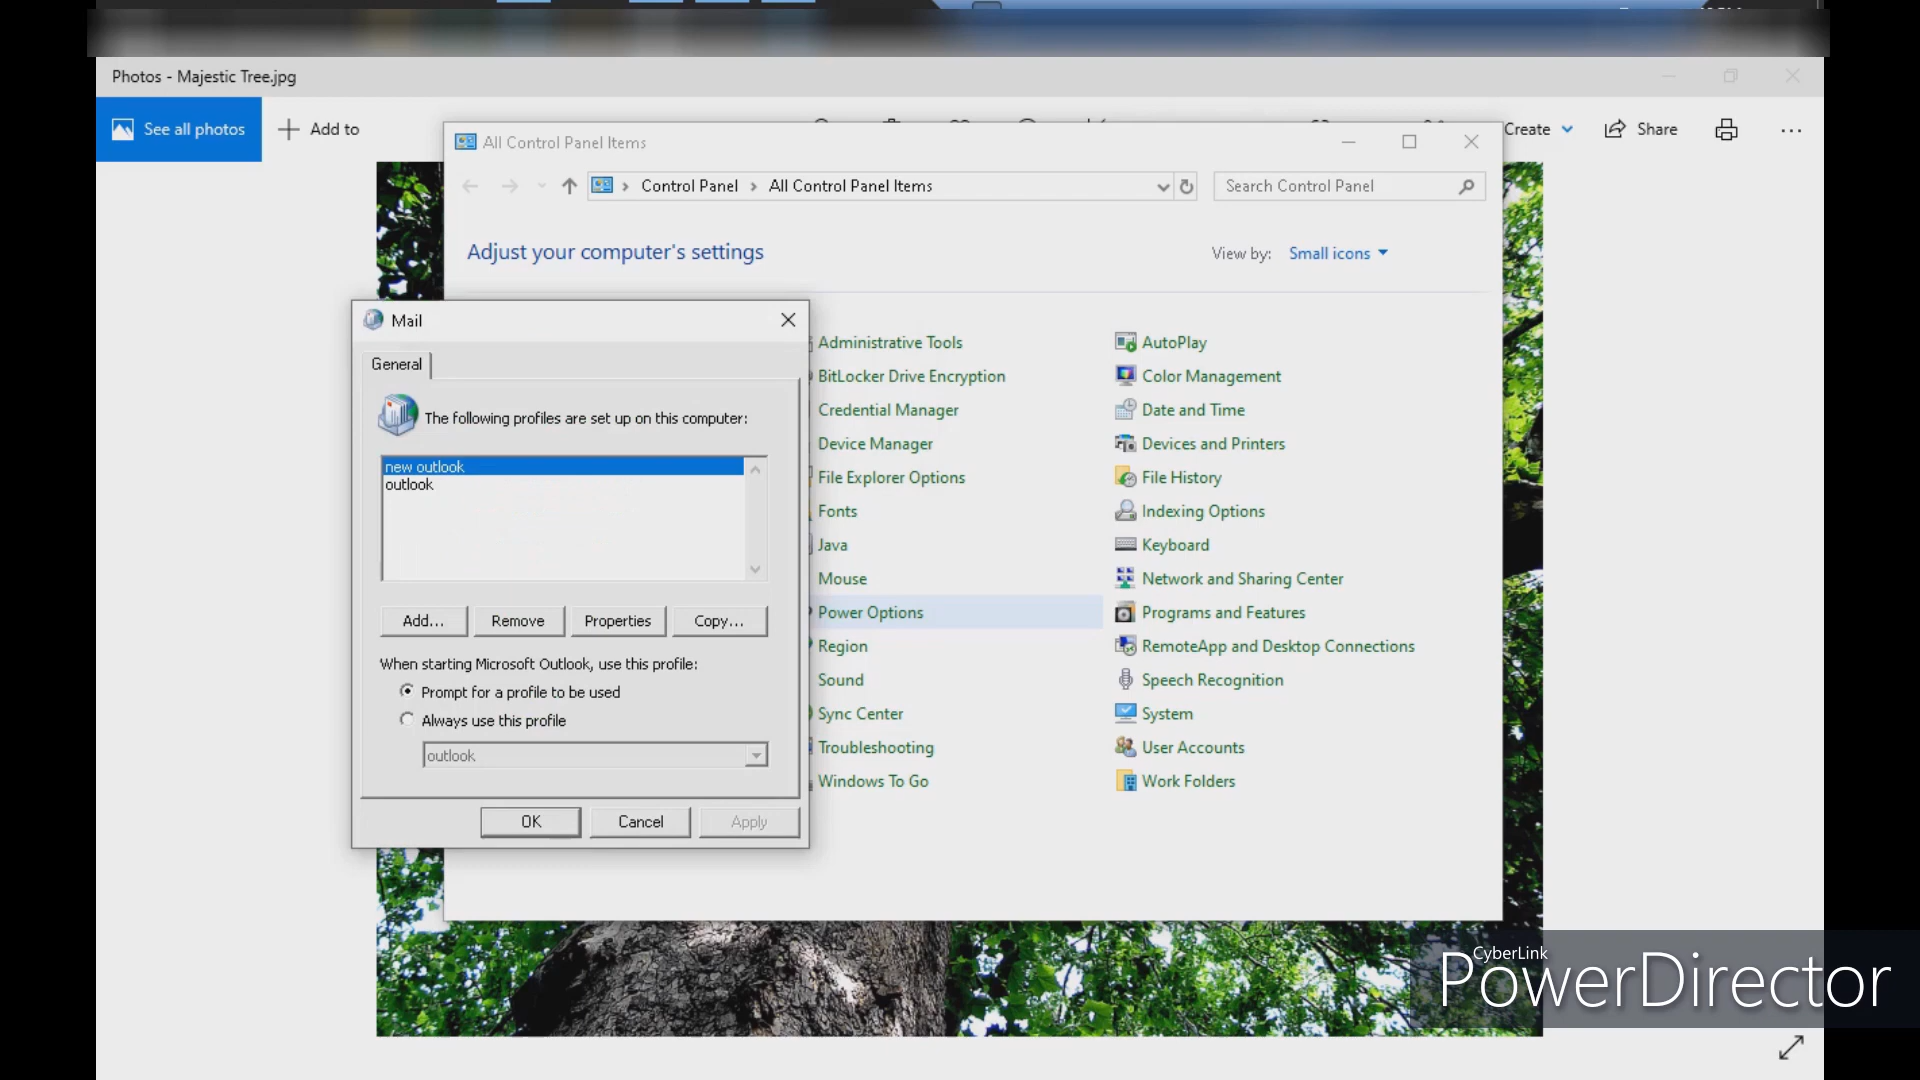 Photos - Majestic Tree.jpg
See all photos
Add to
Create
Share
All Control Panel Items
Control Panel
All Control Panel Items
Search Control Panel
Adjust your computer's settings
View by:
Small icons
Mail
General
The following profiles are set up on this computer:
new outlook
outlook
Add...
Remove
Properties
Copy...
When starting Microsoft Outlook, use this profile:
Prompt for a profile to be used
Always use this profile
outlook
OK
Cancel
Apply
Administrative Tools
BitLocker Drive Encryption
Credential Manager
Device Manager
File Explorer Options
Fonts
Java
Mouse
Power Options
Region
Sound
Sync Center
Troubleshooting
Windows To Go
AutoPlay
Color Management
Date and Time
Devices and Printers
File History
Indexing Options
Keyboard
Network and Sharing Center
Programs and Features
RemoteApp and Desktop Connections
Speech Recognition
System
User Accounts
Work Folders
CyberLink
PowerDirector